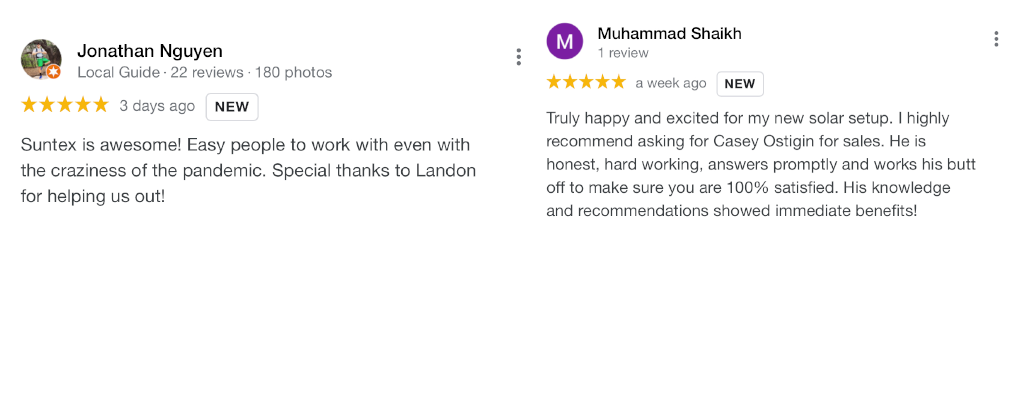 Jonathan Nguyen
Local Guide · 22 reviews · 180 photos
3 days ago NEW
Suntex is awesome! Easy people to work with even with
the craziness of the pandemic. Special thanks to Landon
for helping us out!
M
Muhammad Shaikh
1 review
a week ago NEW
Truly happy and excited for my new solar setup. I highly
recommend asking for Casey Ostigin for sales. He is
honest, hard working, answers promptly and works his butt
off to make sure you are 100% satisfied. His knowledge
and recommendations showed immediate benefits!